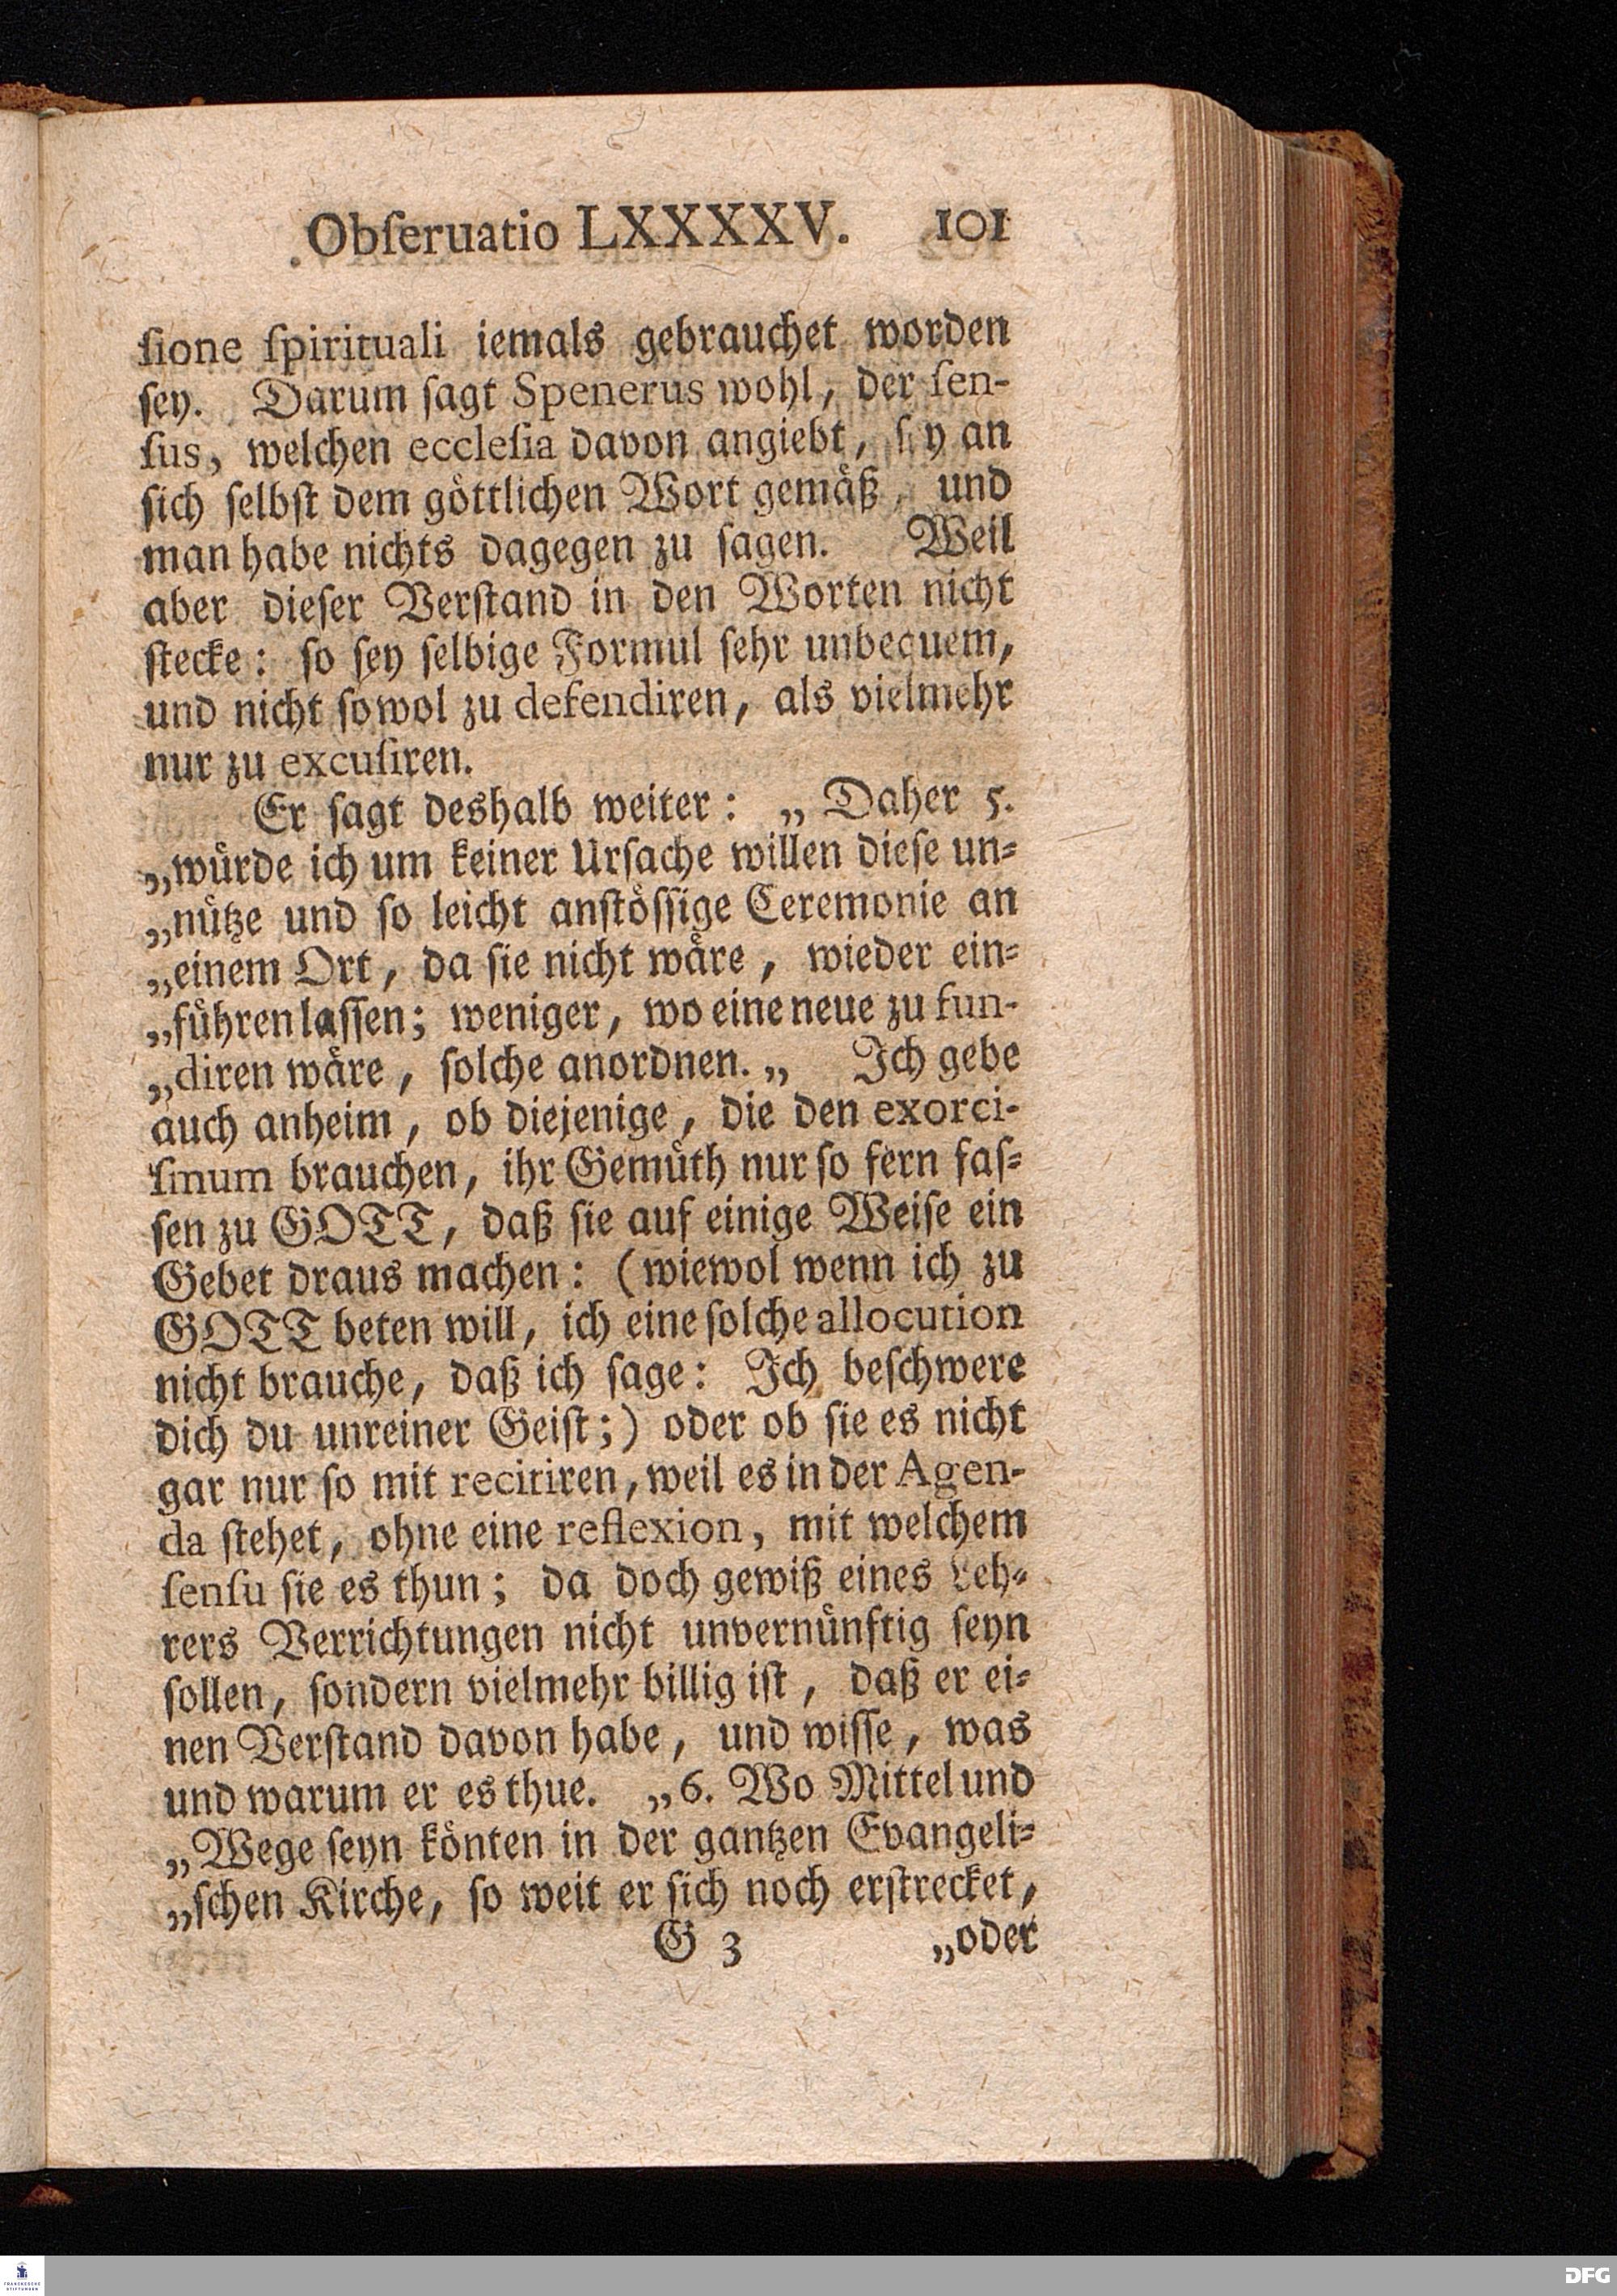 Obſeruatio LXXXXV. 101
ſione ſpirituali iemals gebrauchet worden
ſey. Darum ſagt Spenerus wohl, der ſen-
ſus, welchen eccleſia davon angiebt, ſey an
ſich ſelbſt dem göttlichen Wort gemäß, und
man habe nichts dagegen zu ſagen. Weil
aber dieſer Verſtand in den Worten nicht
ſtecke: ſo ſey ſelbige Formul ſehr unbequem,
und nicht ſowol zu defendiren, als vielmehr
nur zu excuſiren.
Er ſagt deshalb weiter: „ Daher 5.
„würde ich um keiner Urſache willen dieſe un-
„nütze und ſo leicht anſtöſſige Ceremonie an
„einem Ort, da ſie nicht wäre, wieder ein-
„führen laſſen; weniger, wo eine neue zu fun-
„diren wäre, ſolche anordnen. „ Ich gebe
auch anheim, ob diejenige, die den exorci-
ſmum brauchen, ihr Gemüth nur ſo fern faſ-
ſen zu GOTT, daß ſie auf einige Weiſe ein
Gebet draus machen: (wiewol wenn ich zu
GOTT beten will, ich eine ſolche allocution
nicht brauche, daß ich ſage: Ich beſchwere
dich du unreiner Geiſt;) oder ob ſie es nicht
gar nur ſo mit recitiren, weil es in der Agen-
da ſtehet, ohne eine reflexion, mit welchem
ſenſu ſie es thun; da doch gewiß eines Leh-
rers Verrichtungen nicht unvernünftig ſeyn
ſollen, ſondern vielmehr billig iſt, daß er ei-
nen Verſtand davon habe, und wiſſe, was
und warum er es thue. „6. Wo Mittel und
„Wege ſeyn könten in der gantzen Evangeli-
„ſchen Kirche, ſo weit er ſich noch erſtrecket,
G 3 „oder
FRANCKESCHE
STIFTUNGEN
DFG